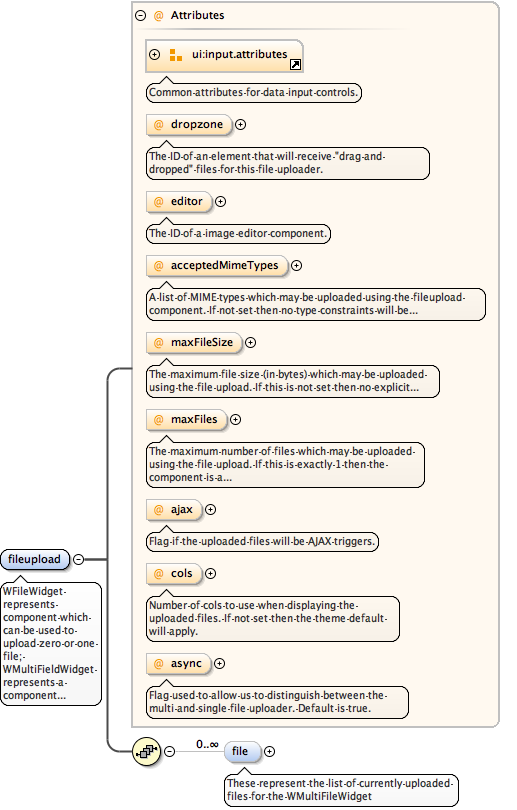 @ Attributes
ui:input.attributes
Common attributes for data input controls.
@ dropzone
The ID of an element that will receive "drag and
dropped" files for this file uploader.
@ editor
The ID of a image editor component.
@ acceptedMimeTypes
A list of MIME types which may be uploaded using the fileupload
component. If not set then no type constraints will be...
@ maxFileSize
The maximum file size (in bytes) which may be uploaded
using the file upload. If this is not set then no explicit...
@ maxFiles
The maximum number of files which may be uploaded
using the file upload. If this is exactly 1 then the
component is a...
@ ajax
Flag if the uploaded files will be AJAX triggers.
@ cols
Number of cols to use when displaying the
uploaded files. If not set then the theme default
will apply.
@ async
Flag used to allow us to distinguish between the
multi and single file uploader. Default is true.
fileupload
WFileWidget
represents
component which
can be used to
upload zero or one
file;
WMultiFieldWidget
represents a
component...
0..∞
file
These represent the list of currently uploaded
files for the WMultiFileWidget